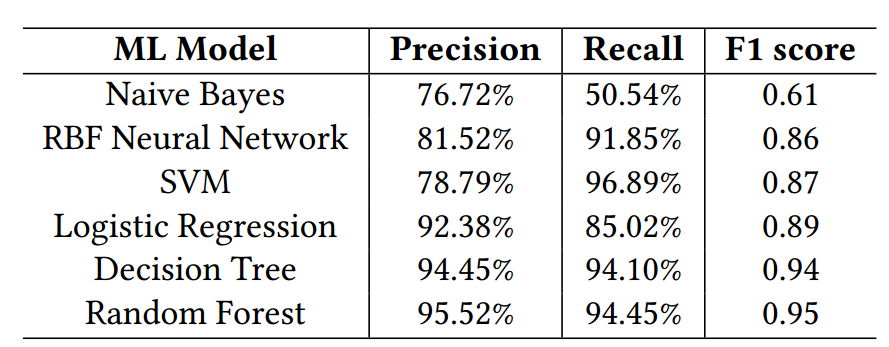 ML Model Precision Recall F1 score
Naive Bayes 76.72% 50.54% 0.61
RBF Neural Network 81.52% 91.85% 0.86
SVM 78.79% 96.89% 0.87
Logistic Regression 92.38% 85.02% 0.89
Decision Tree 94.45% 94.10% 0.94
Random Forest 95.52% 94.45% 0.95